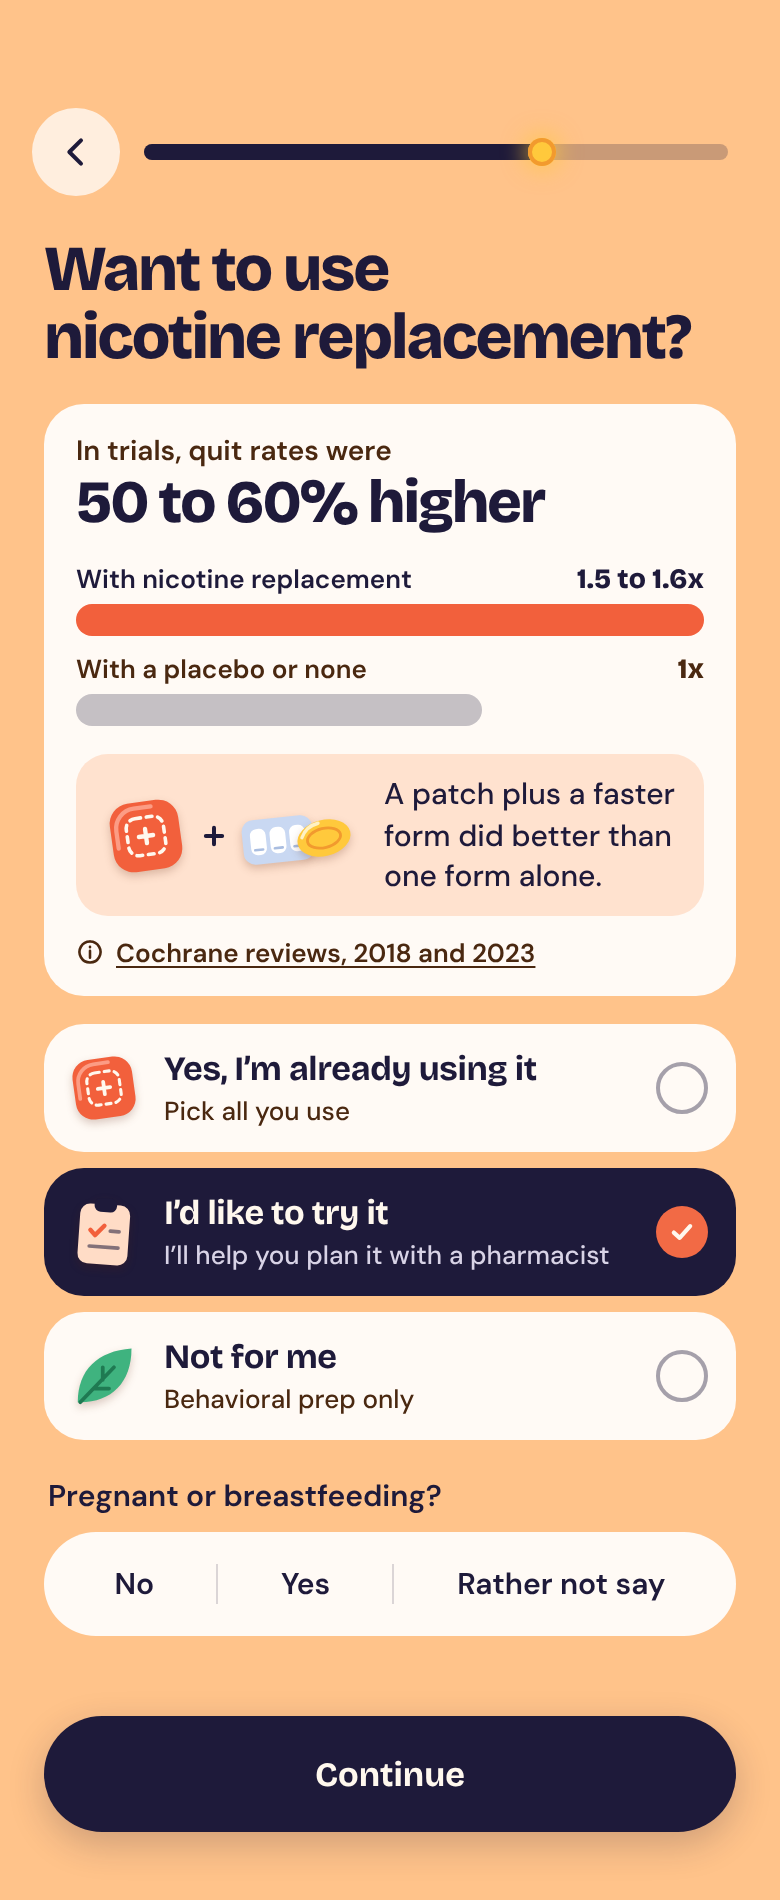 Want to use
nicotine replacement?
In trials, quit rates were
50 to 60% higher
With nicotine replacement 1.5 to 1.6x
With a placebo or none 1x
A patch plus a faster
form did better than
one form alone.
Cochrane reviews, 2018 and 2023
Yes, I’m already using it
Pick all you use
I’d like to try it
I’ll help you plan it with a pharmacist
Not for me
Behavioral prep only
Pregnant or breastfeeding?
No Yes Rather not say
Continue